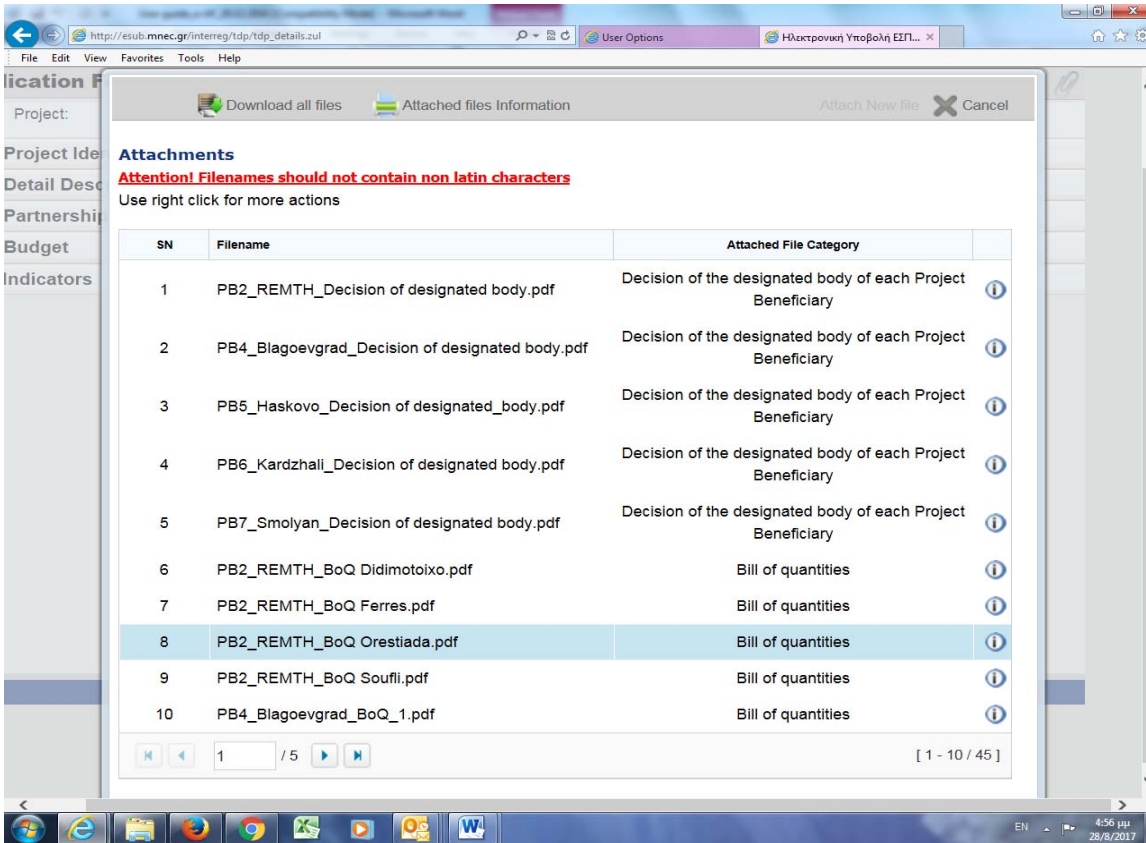 http://esub.mnec.gr/interreg/tdp/tdp_details.zul
User Options
Ηλεκτρονική Υποβολή ΕΣΠ...
File Edit View Favorites Tools Help
lication F
Project:
Project Ide
Detail Desc
Partnership
Budget
Indicators
Download all files Attached files Information Attach New file Cancel
Attachments
Attention! Filenames should not contain non latin characters
Use right click for more actions
SN Filename Attached File Category
1 PB2_REMTH_Decision of designated body.pdf Decision of the designated body of each Project
Beneficiary
2 PB4_Blagoevgrad_Decision of designated body.pdf Decision of the designated body of each Project
Beneficiary
3 PB5_Haskovo_Decision of designated_body.pdf Decision of the designated body of each Project
Beneficiary
4 PB6_Kardzhali_Decision of designated body.pdf Decision of the designated body of each Project
Beneficiary
5 PB7_Smolyan_Decision of designated body.pdf Decision of the designated body of each Project
Beneficiary
6 PB2_REMTH_BoQ Didimotoixo.pdf Bill of quantities
7 PB2_REMTH_BoQ Ferres.pdf Bill of quantities
8 PB2_REMTH_BoQ Orestiada.pdf Bill of quantities
9 PB2_REMTH_BoQ Soufli.pdf Bill of quantities
10 PB4_Blagoevgrad_BoQ_1.pdf Bill of quantities
1 / 5 [ 1 - 10 / 45 ]
EN 4:56 μμ
28/8/2017